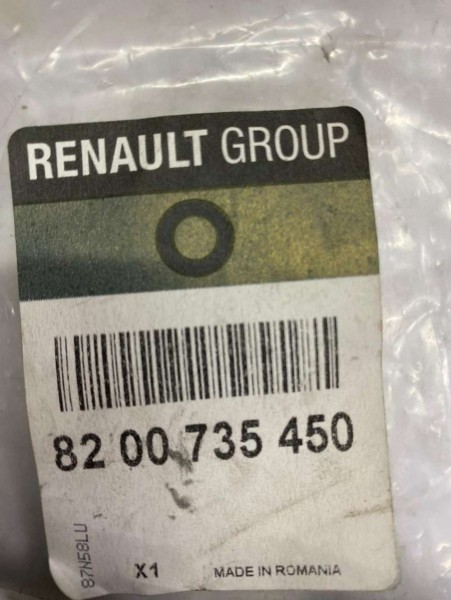 RENAULT GROUP
82 00 735 450
87N58LU
X1
MADE IN ROMANIA